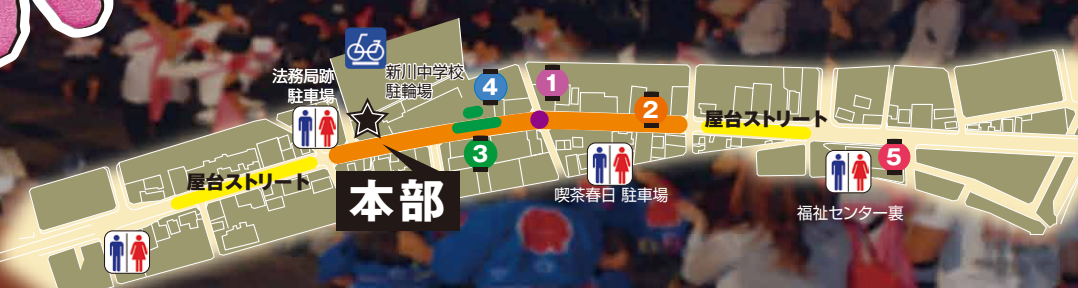 法務局跡
駐車場
新川中学校
駐輪場
4
1
2
屋台ストリート
3
5
屋台ストリート
本部
喫茶春日 駐車場
福祉センター裏